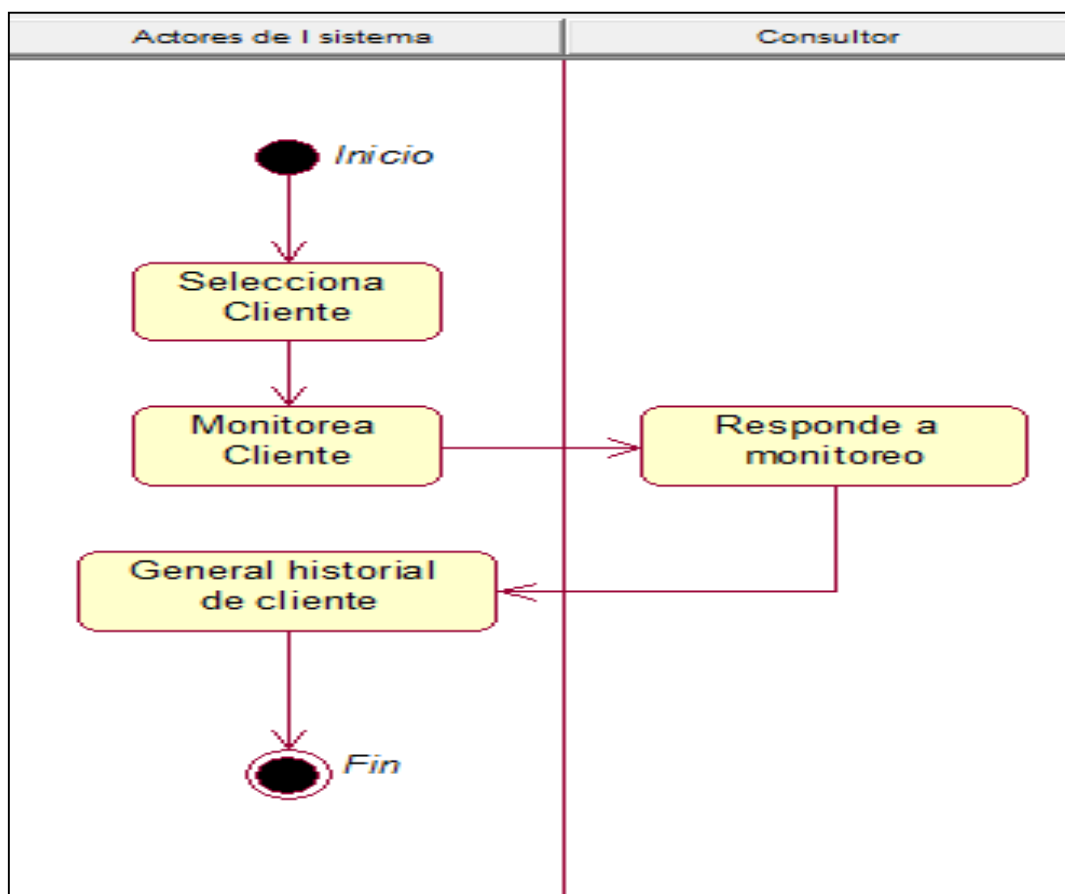 Actores de l sistema
Consultor
Inicio
Selecciona
Cliente
Monitorea
Cliente
Responde a
monitoreo
General historial
de cliente
Fin